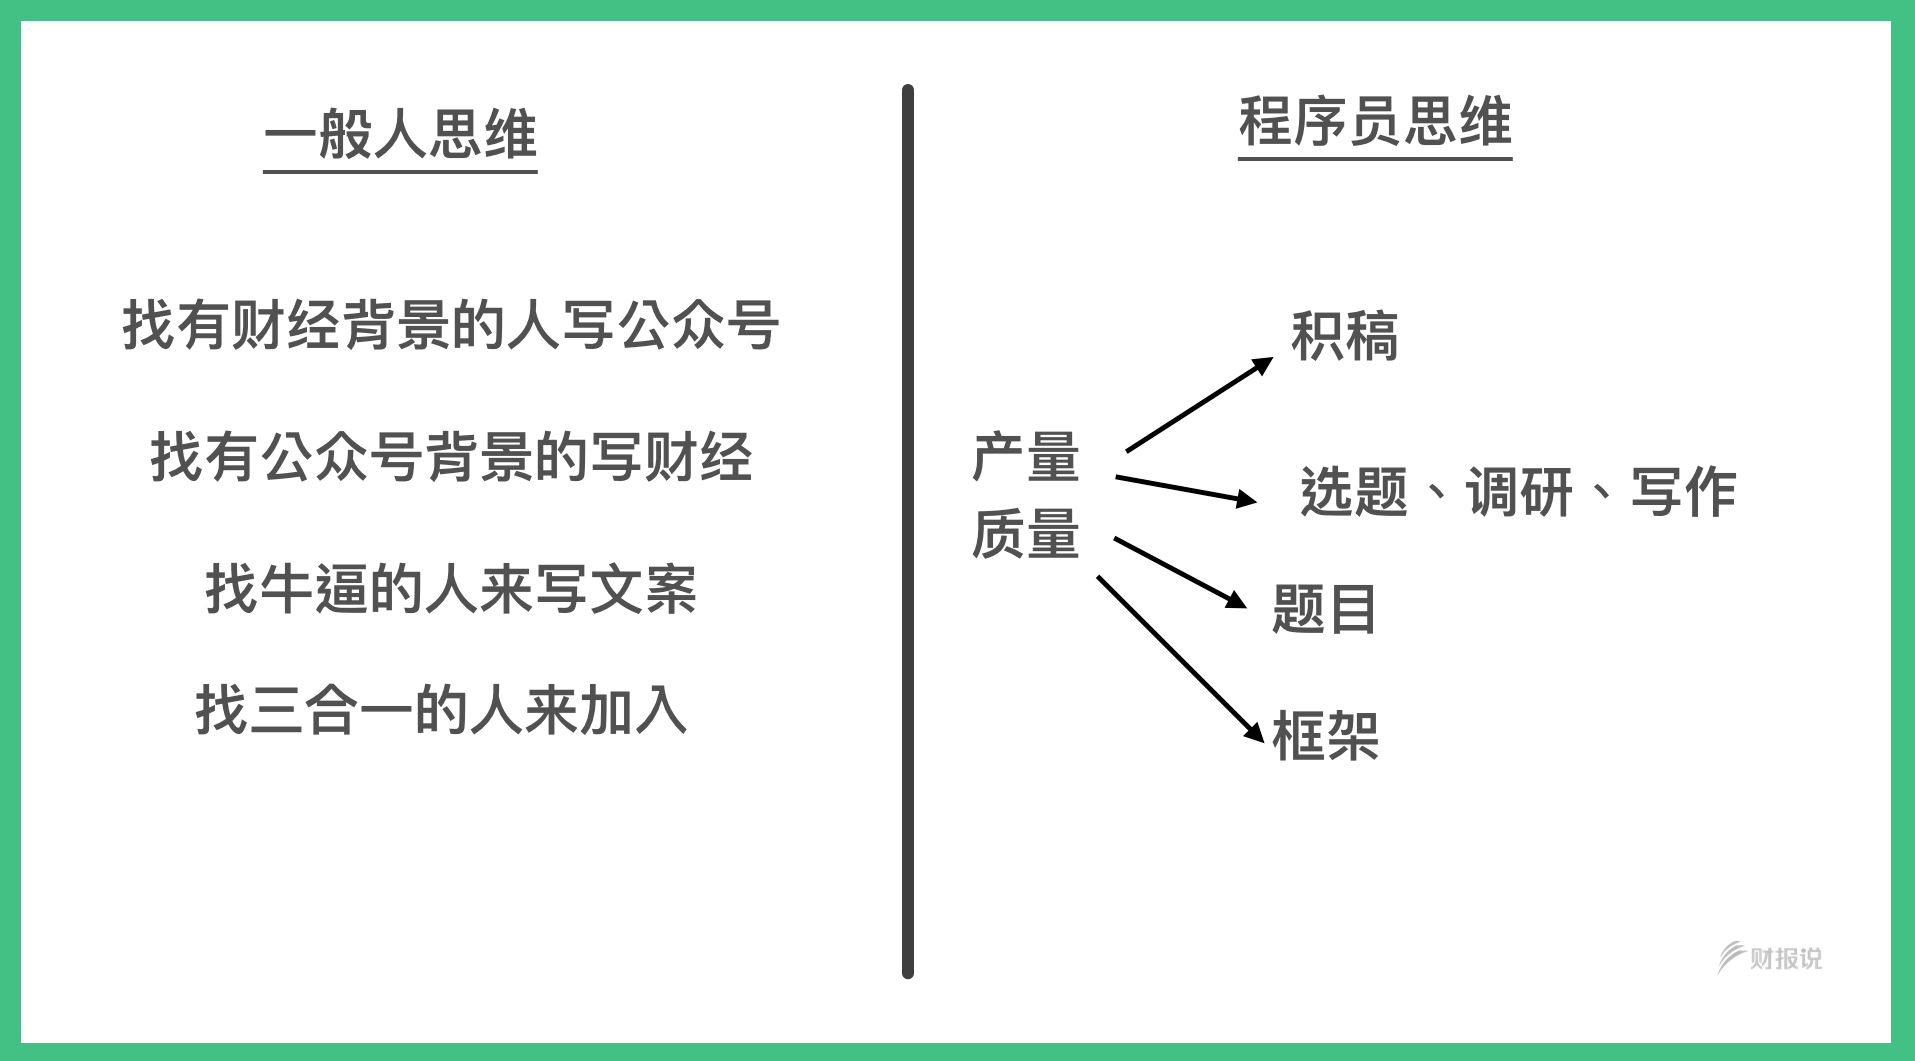 一般人思维
找有财经背景的人写公众号
找有公众号背景的写财经
找牛逼的人来写文案
找三合一的人来加入
程序员思维
产量
质量
积稿
选题、调研、写作
题目
框架
财报说